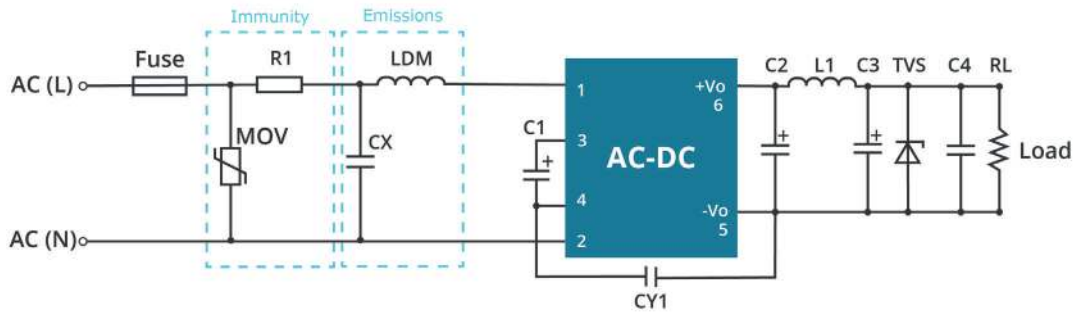 Immunity
Emissions
Fuse
R1
LDM
C2
L1
C3
TVS
C4
RL
AC (L)
1
+Vo
6
MOV
CX
C1
3
AC-DC
Load
4
-Vo
5
AC (N)
2
CY1
+
+
+